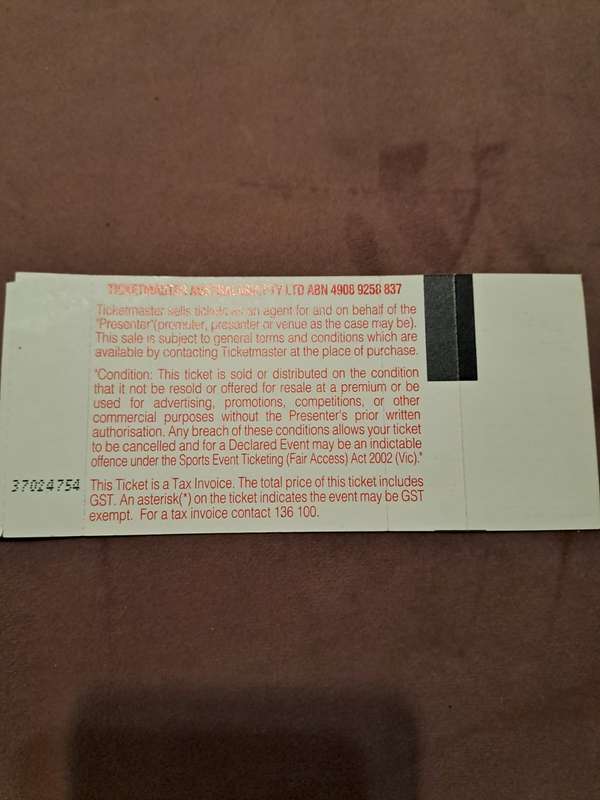 TICKETMASTER AUSTRALASIA PTY LTD ABN 4908 9258 837
Ticketmaster sells tickets as an agent for and on behalf of the
"Presenter"(promoter, presenter or venue as the case may be).
This sale is subject to general terms and conditions which are
available by contacting Ticketmaster at the place of purchase.
"Condition: This ticket is sold or distributed on the condition
that it not be resold or offered for resale at a premium or be
used for advertising, promotions, competitions, or other
commercial purposes without the Presenter's prior written
authorisation. Any breach of these conditions allows your ticket
to be cancelled and for a Declared Event may be an indictable
offence under the Sports Event Ticketing (Fair Access) Act 2002 (Vic)."
37024754
This Ticket is a Tax Invoice. The total price of this ticket includes
GST. An asterisk(*) on the ticket indicates the event may be GST
exempt. For a tax invoice contact 136 100.